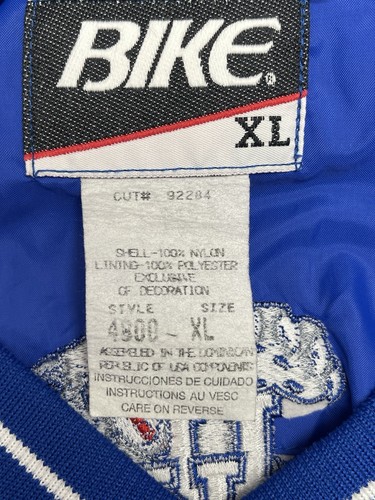 BIKE®
XL
CUT# 92284
SHELL-100% NYLON
LINING-100% POLYESTER
EXCLUSIVE
OF DECORATION
STYLE SIZE
4900 - XL
ASSEMBLED IN THE DOMINICAN
REPUBLIC OF USA COMPONENTS
INSTRUCCIONES DE CUIDADO
INSTRUCTIONS AU VESO
CARE ON REVERSE